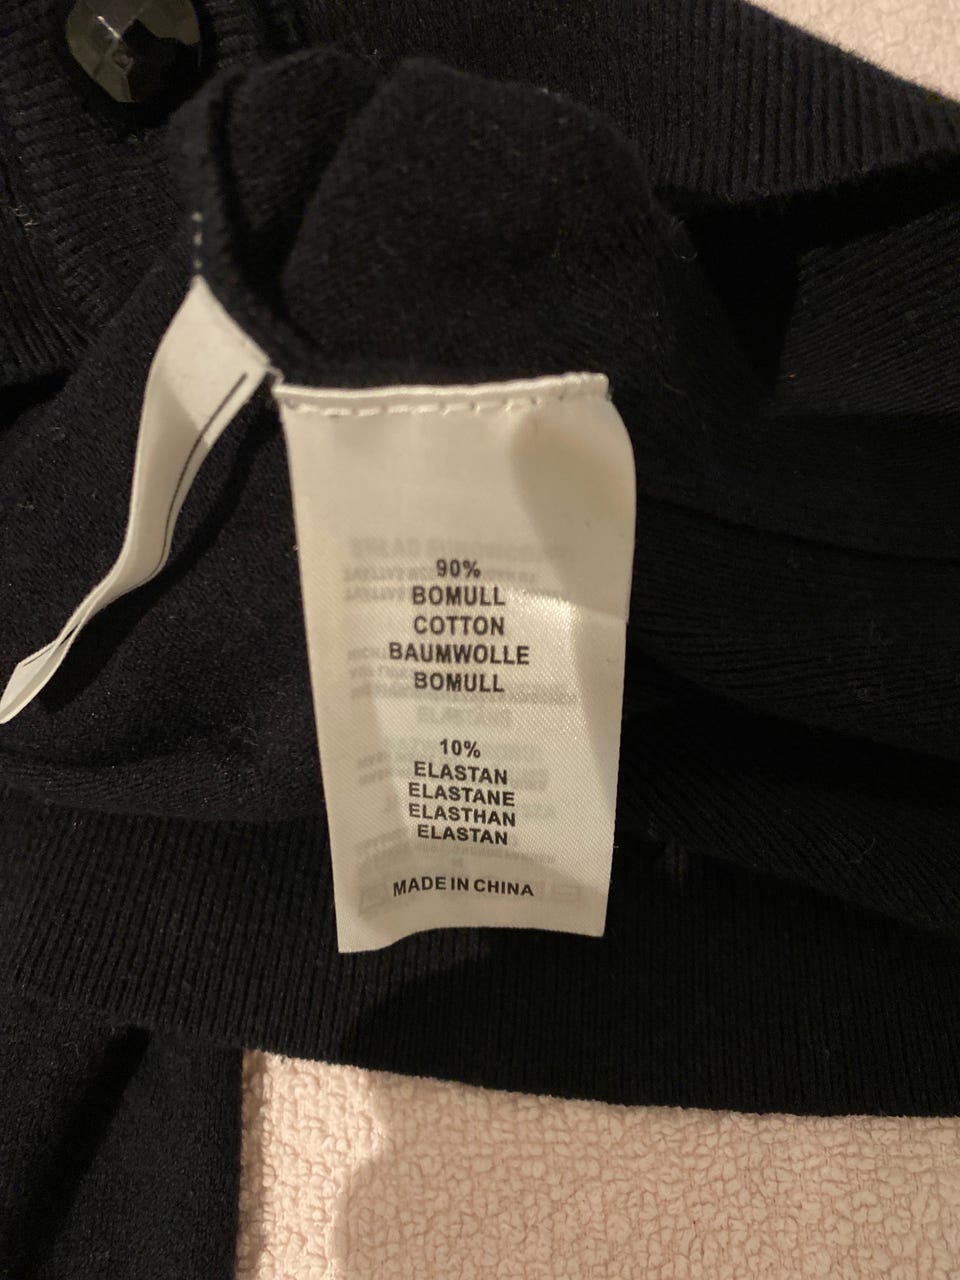 90%
BOMULL
COTTON
BAUMWOLLE
BOMULL
10%
ELASTAN
ELASTANE
ELASTHAN
ELASTAN
MADE IN CHINA